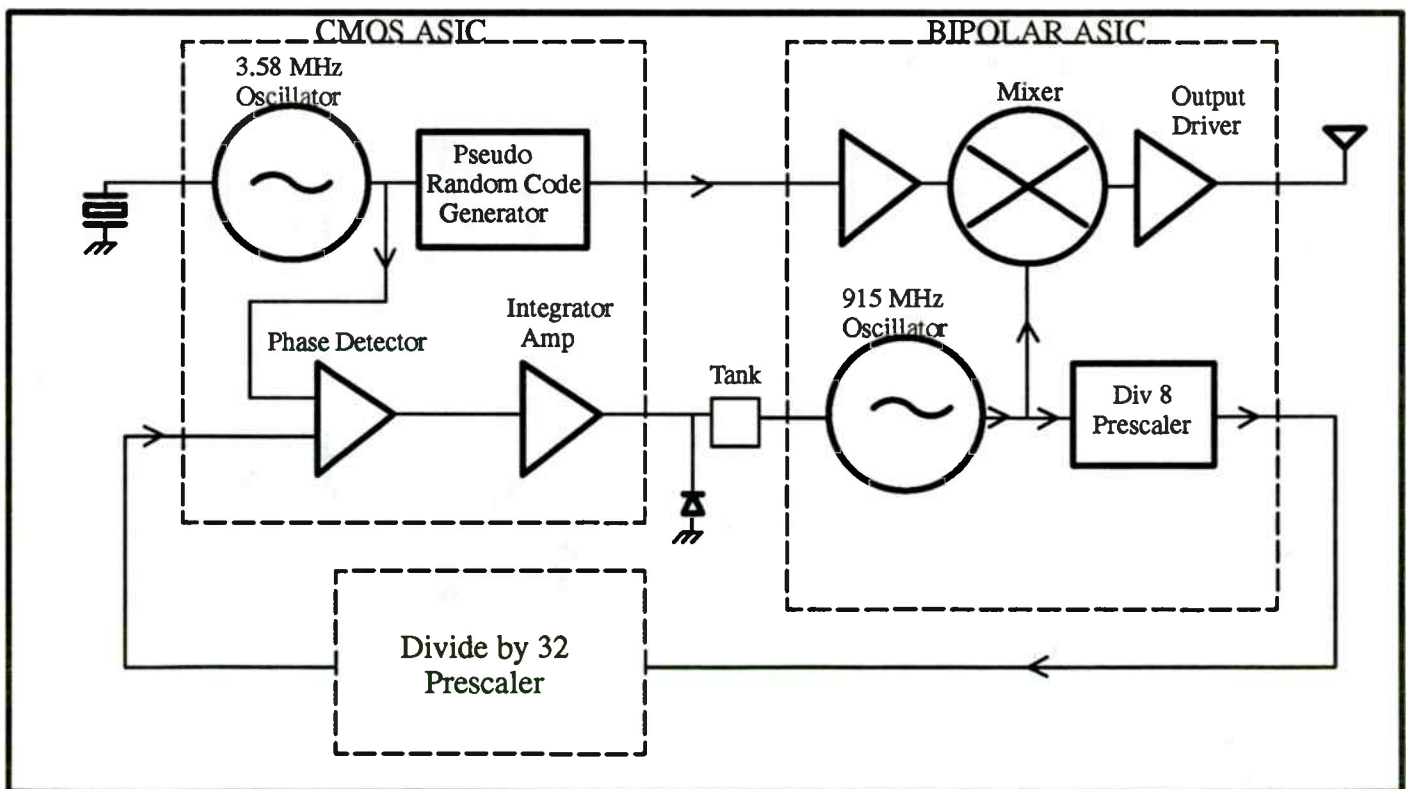 CMOS ASIC
BIPOLAR ASIC
3.58 MHz
Oscillator
Mixer
Output
Driver
Pseudo
Random Code
Generator
915 MHz
Oscillator
Integrator
Amp
Phase Detector
Tank
Div 8
Prescaler
Divide by 32
Prescaler